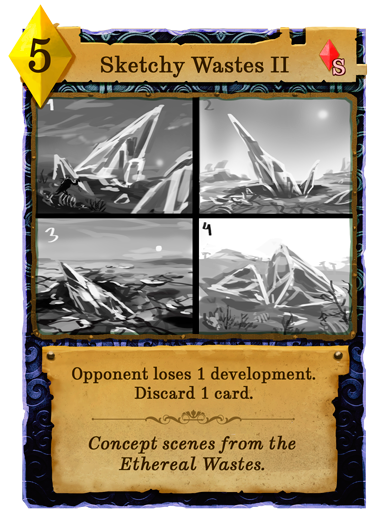 5
Sketchy Wastes II
S
1
2
3
4
Opponent loses 1 development.
Discard 1 card.
Concept scenes from the
Ethereal Wastes.